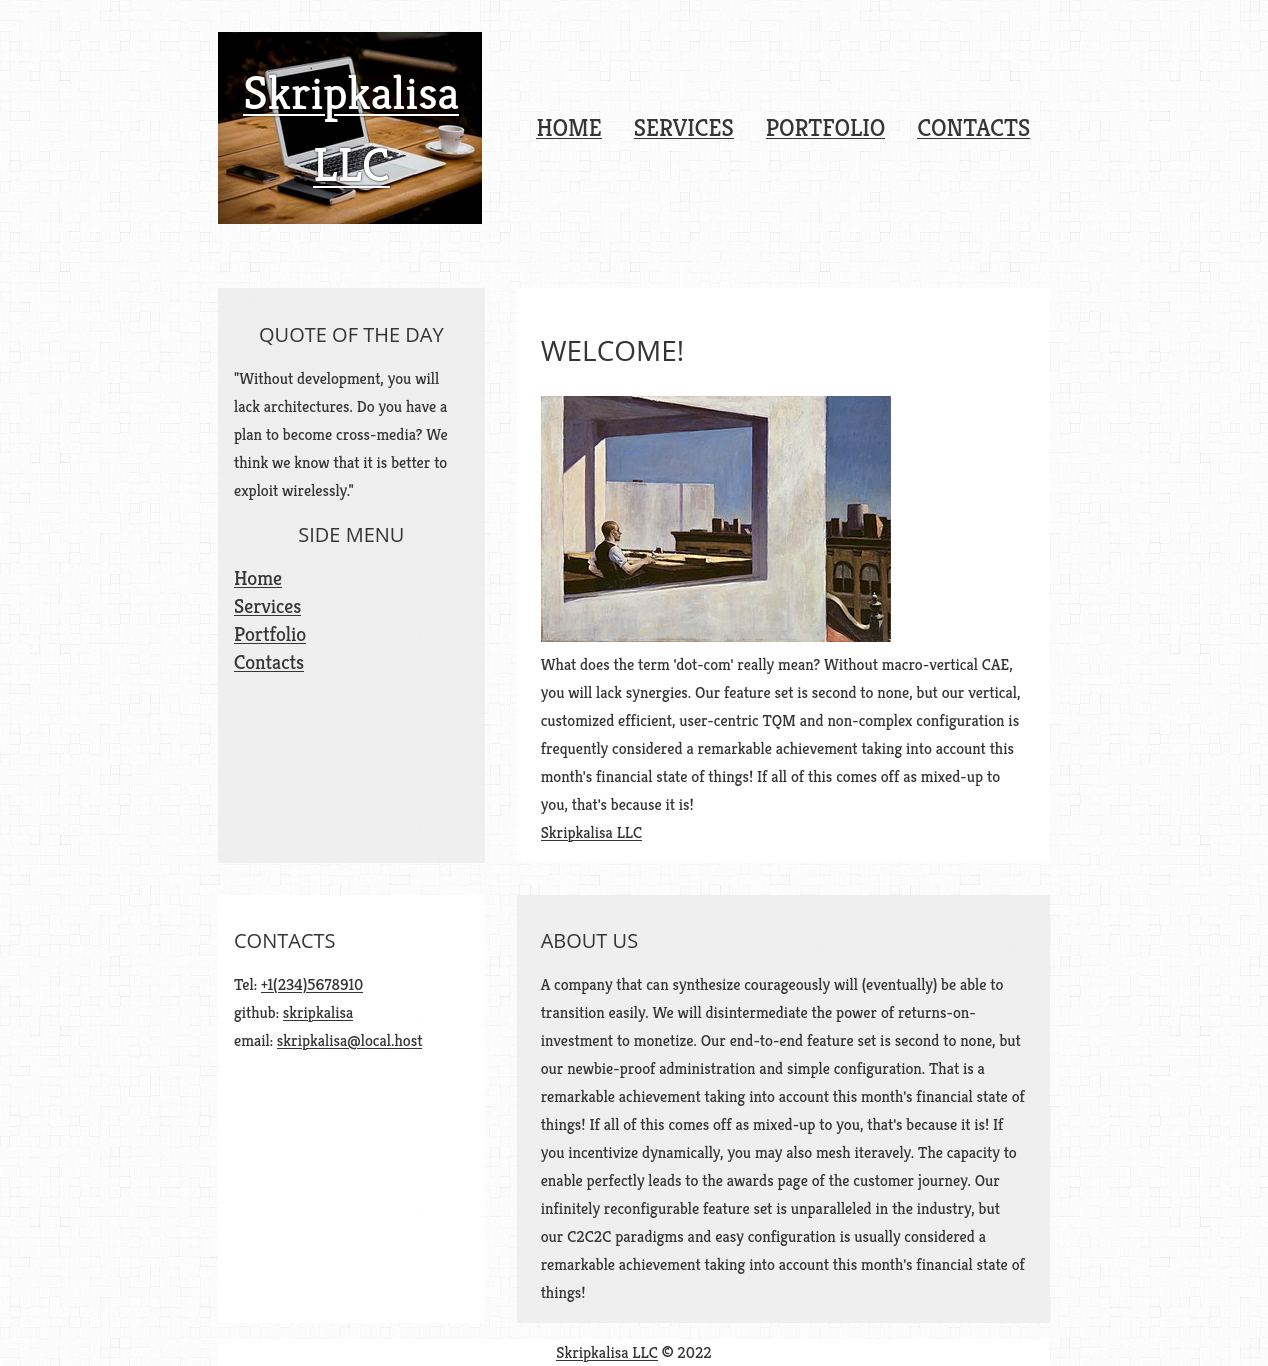 Skripkalisa
LLC
HOME SERVICES PORTFOLIO CONTACTS
QUOTE OF THE DAY
"Without development, you will
lack architectures. Do you have a
plan to become cross-media? We
think we know that it is better to
exploit wirelessly."
SIDE MENU
Home
Services
Portfolio
Contacts
WELCOME!
What does the term 'dot-com' really mean? Without macro-vertical CAE,
you will lack synergies. Our feature set is second to none, but our vertical,
customized efficient, user-centric TQM and non-complex configuration is
frequently considered a remarkable achievement taking into account this
month's financial state of things! If all of this comes off as mixed-up to
you, that's because it is!
Skripkalisa LLC
CONTACTS
Tel: +1(234)5678910
github: skripkalisa
email: skripkalisa@local.host
ABOUT US
A company that can synthesize courageously will (eventually) be able to
transition easily. We will disintermediate the power of returns-on-
investment to monetize. Our end-to-end feature set is second to none, but
our newbie-proof administration and simple configuration. That is a
remarkable achievement taking into account this month's financial state of
things! If all of this comes off as mixed-up to you, that's because it is! If
you incentivize dynamically, you may also mesh iteravely. The capacity to
enable perfectly leads to the awards page of the customer journey. Our
infinitely reconfigurable feature set is unparalleled in the industry, but
our C2C2C paradigms and easy configuration is usually considered a
remarkable achievement taking into account this month's financial state of
things!
Skripkalisa LLC © 2022